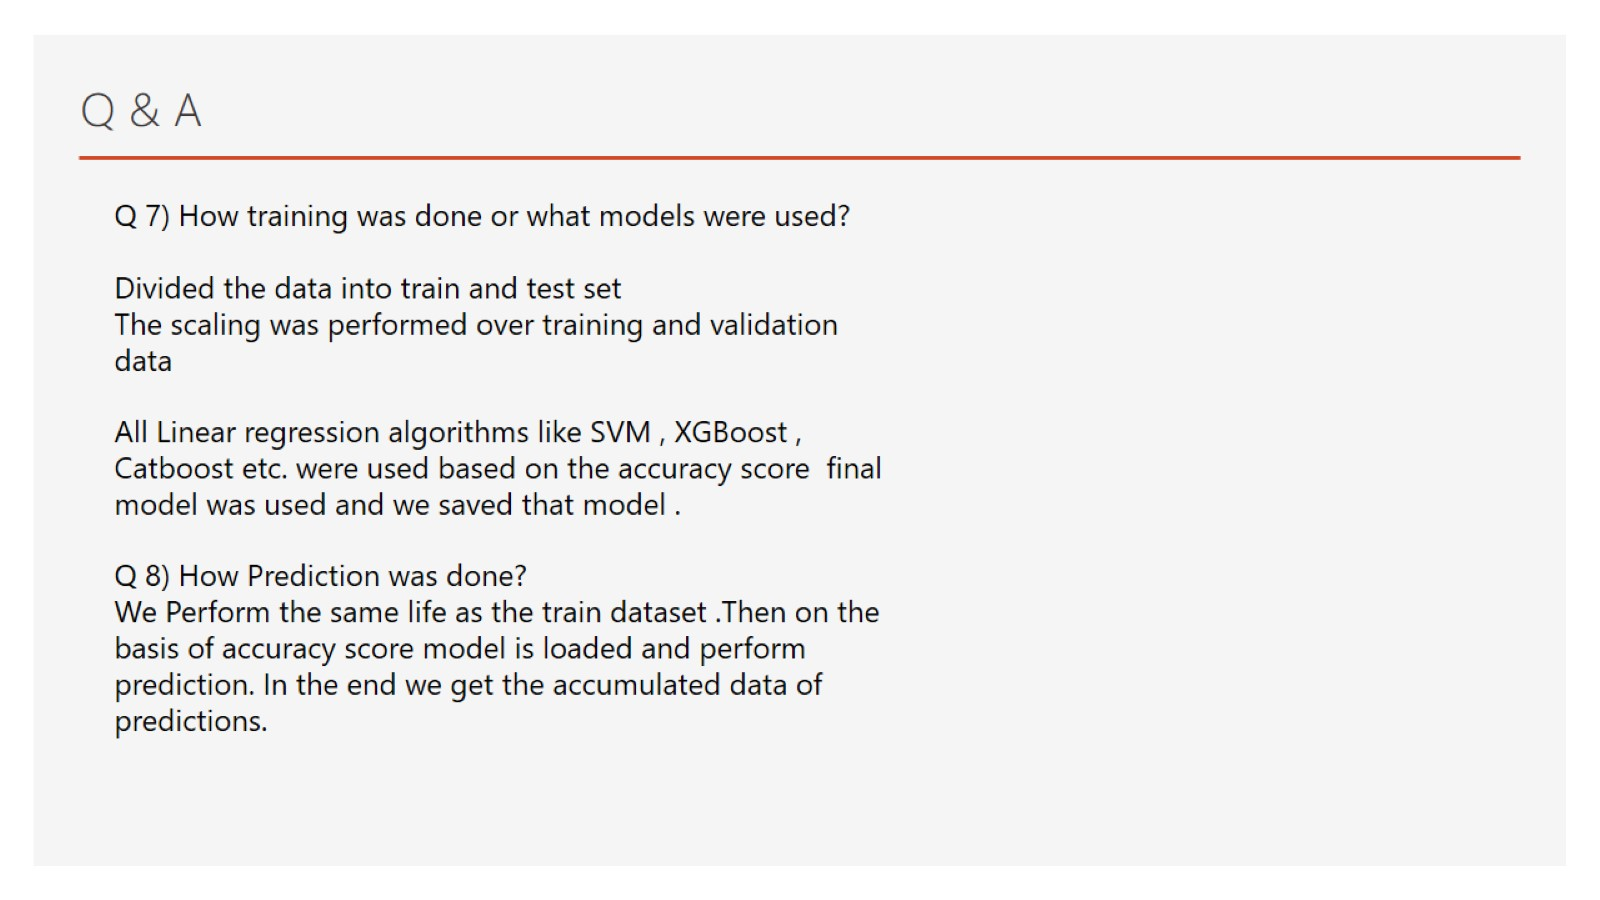 Q & A
Q 7) How training was done or what models were used?
Divided the data into train and test set
The scaling was performed over training and validation
data
All Linear regression algorithms like SVM , XGBoost ,
Catboost etc. were used based on the accuracy score  final
model was used and we saved that model .
Q 8) How Prediction was done?
We Perform the same life as the train dataset .Then on the
basis of accuracy score model is loaded and perform
prediction. In the end we get the accumulated data of
predictions.